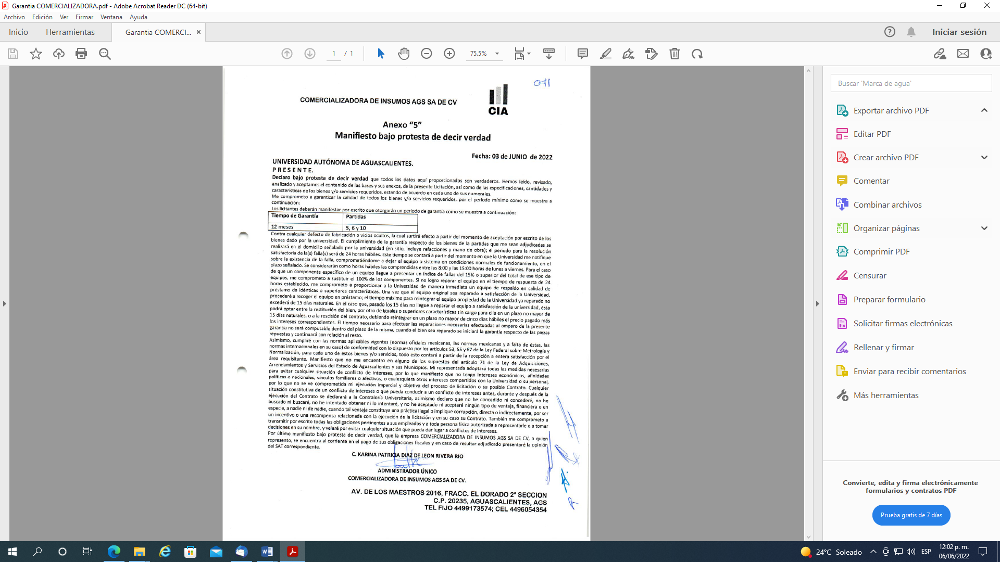 Garantia COMERCIALIZADORA.pdf - Adobe Acrobat Reader DC (64-bit)
Archivo Edición Ver Firmar Ventana Ayuda
Inicio Herramientas Garantia COMERCI... Iniciar sesión
1 / 1 75.5%
COMERCIALIZADORA DE INSUMOS AGS SA DE CV
CIA
Anexo “5”
Manifiesto bajo protesta de decir verdad
Fecha: 03 de JUNIO de 2022
UNIVERSIDAD AUTÓNOMA DE AGUASCALIENTES.
P R E S E N T E.
Declaro bajo protesta de decir verdad que todos los datos aquí proporcionados son verdaderos. Hemos leído, revisado,
analizado y aceptamos el contenido de las bases y sus anexos, de la presente Licitación, así como de las especificaciones, cantidades y
características de los bienes y/o servicios requeridos, estando de acuerdo en cada uno de sus numerales.
Me comprometo a garantizar la calidad de todos los bienes y/o servicios requeridos, por el período mínimo como se muestra a
continuación:
Los licitantes deberán manifestar por escrito que otorgarán un periodo de garantía como se muestra a continuación:
Tiempo de Garantía Partidas
12 meses 5, 6 y 10
Contra cualquier defecto de fabricación o vicios ocultos, la cual surtirá efecto a partir del momento de aceptación por escrito de los
bienes dado por la universidad. El cumplimiento de la garantía respecto de los bienes de la partidas que me sean adjudicadas se
realizará en el domicilio señalado por la universidad (en sitio, incluye refacciones y mano de obra); el periodo para la resolución
satisfactoria de la(s) falla(s) será de 24 horas hábiles. Este tiempo se contará a partir del momento en que la Universidad me notifique
sobre la existencia de la falla, comprometiéndome a dejar el equipo o sistema en condiciones normales de funcionamiento, en el
plazo señalado. Se considerarán como horas hábiles las comprendidas entre las 8:00 y las 15:00 horas de lunes a viernes. Para el caso
de que un componente específico de un equipo llegue a presentar un índice de fallas del 15% o superior del total de ese tipo de
equipos, me comprometo a sustituir el 100% de los componentes. Si no logro reparar el equipo en el tiempo de respuesta de 24
horas establecido, me comprometo a proporcionar a la Universidad de manera inmediata un equipo de respaldo en calidad de
préstamo de idénticas o superiores características. Una vez que el equipo original sea reparado a satisfacción de la Universidad,
procederé a recoger el equipo en préstamo; el tiempo máximo para reintegrar el equipo propiedad de la Universidad ya reparado no
excederá de 15 días naturales. En el caso que, pasado los 15 días no llegue a reparar el equipo a satisfacción de la universidad, ésta
podrá optar entre la restitución del bien, por otro de iguales o superiores características sin cargo para ella en un plazo no mayor de
15 días naturales, o a la rescisión del contrato, debiendo reintegrar en un plazo no mayor de cinco días hábiles el precio pagado más
los intereses correspondientes. El tiempo necesario para efectuar las reparaciones necesarias efectuadas al amparo de la presente
garantía no será computable dentro del plazo de la misma, cuando el bien sea reparado se iniciará la garantía respecto de las piezas
repuestas y continuará con relación al resto.
Asimismo, cumpliré con las normas aplicables vigentes (normas oficiales mexicanas, las normas mexicanas y a falta de éstas, las
normas internacionales en su caso) de conformidad con lo dispuesto por los artículos 53, 55 y 67 de la Ley Federal sobre Metrología y
Normalización, para cada uno de estos bienes y/o servicios, todo esto contará a partir de la recepción a entera satisfacción por el
área requisitante. Manifiesto que no me encuentro en alguno de los supuestos del artículo 71 de la Ley de Adquisiciones,
Arrendamientos y Servicios del Estado de Aguascalientes y sus Municipios. Mi representada adoptará todas las medidas necesarias
para evitar cualquier situación de conflicto de intereses, por lo que manifiesto que no tengo intereses económicos, afinidades
políticas o nacionales, vínculos familiares o afectivos, o cualesquiera otros intereses compartidos con la Universidad o su personal,
por lo que no se ve comprometida mi ejecución imparcial y objetiva del proceso de licitación o su posible Contrato. Cualquier
situación constitutiva de un conflicto de intereses o que pueda conducir a un conflicto de intereses antes, durante y después de la
ejecución del Contrato se declarará a la Contraloría Universitaria, asimismo declaro que no he concedido ni concederé, no he
buscado ni buscaré, no he intentado obtener ni lo intentaré, y no he aceptado ni aceptaré ningún tipo de ventaja, financiera o en
especie, a nadie ni de nadie, cuando tal ventaja constituya una práctica ilegal o implique corrupción, directa o indirectamente, por ser
un incentivo o una recompensa relacionada con la ejecución de la licitación y en su caso su Contrato. También me comprometo a
transmitir por escrito todas las obligaciones pertinentes a sus empleados y a toda persona física autorizada a representarle o a tomar
decisiones en su nombre, y velaré por evitar cualquier situación que pueda dar lugar a conflictos de intereses.
Por último manifiesto bajo protesta de decir verdad, que la empresa COMERCIALIZADORA DE INSUMOS AGS SA DE CV, a quien
represento, se encuentra al corriente en el pago de sus obligaciones fiscales y en caso de resultar adjudicado presentaré la opinión
del SAT correspondiente.
C. KARINA PATRICIA DIAZ DE LEON RIVERA RIO
ADMINISTRADOR ÚNICO
COMERCIALIZADORA DE INSUMOS AGS SA DE CV.
AV. DE LOS MAESTROS 2016, FRACC. EL DORADO 2ª SECCION
C.P. 20235, AGUASCALIENTES, AGS
TEL FIJO 4499173574; CEL 4496054354
Buscar 'Marca de agua'
Exportar archivo PDF
Editar PDF
Crear archivo PDF
Comentar
Combinar archivos
Organizar páginas
Comprimir PDF
Censurar
Preparar formulario
Solicitar firmas electrónicas
Rellenar y firmar
Enviar para recibir comentarios
Más herramientas
Convierte, edita y firma electrónicamente
formularios y contratos PDF
Prueba gratis de 7 días
24°C Soleado ESP 12:02 p. m.
06/06/2022